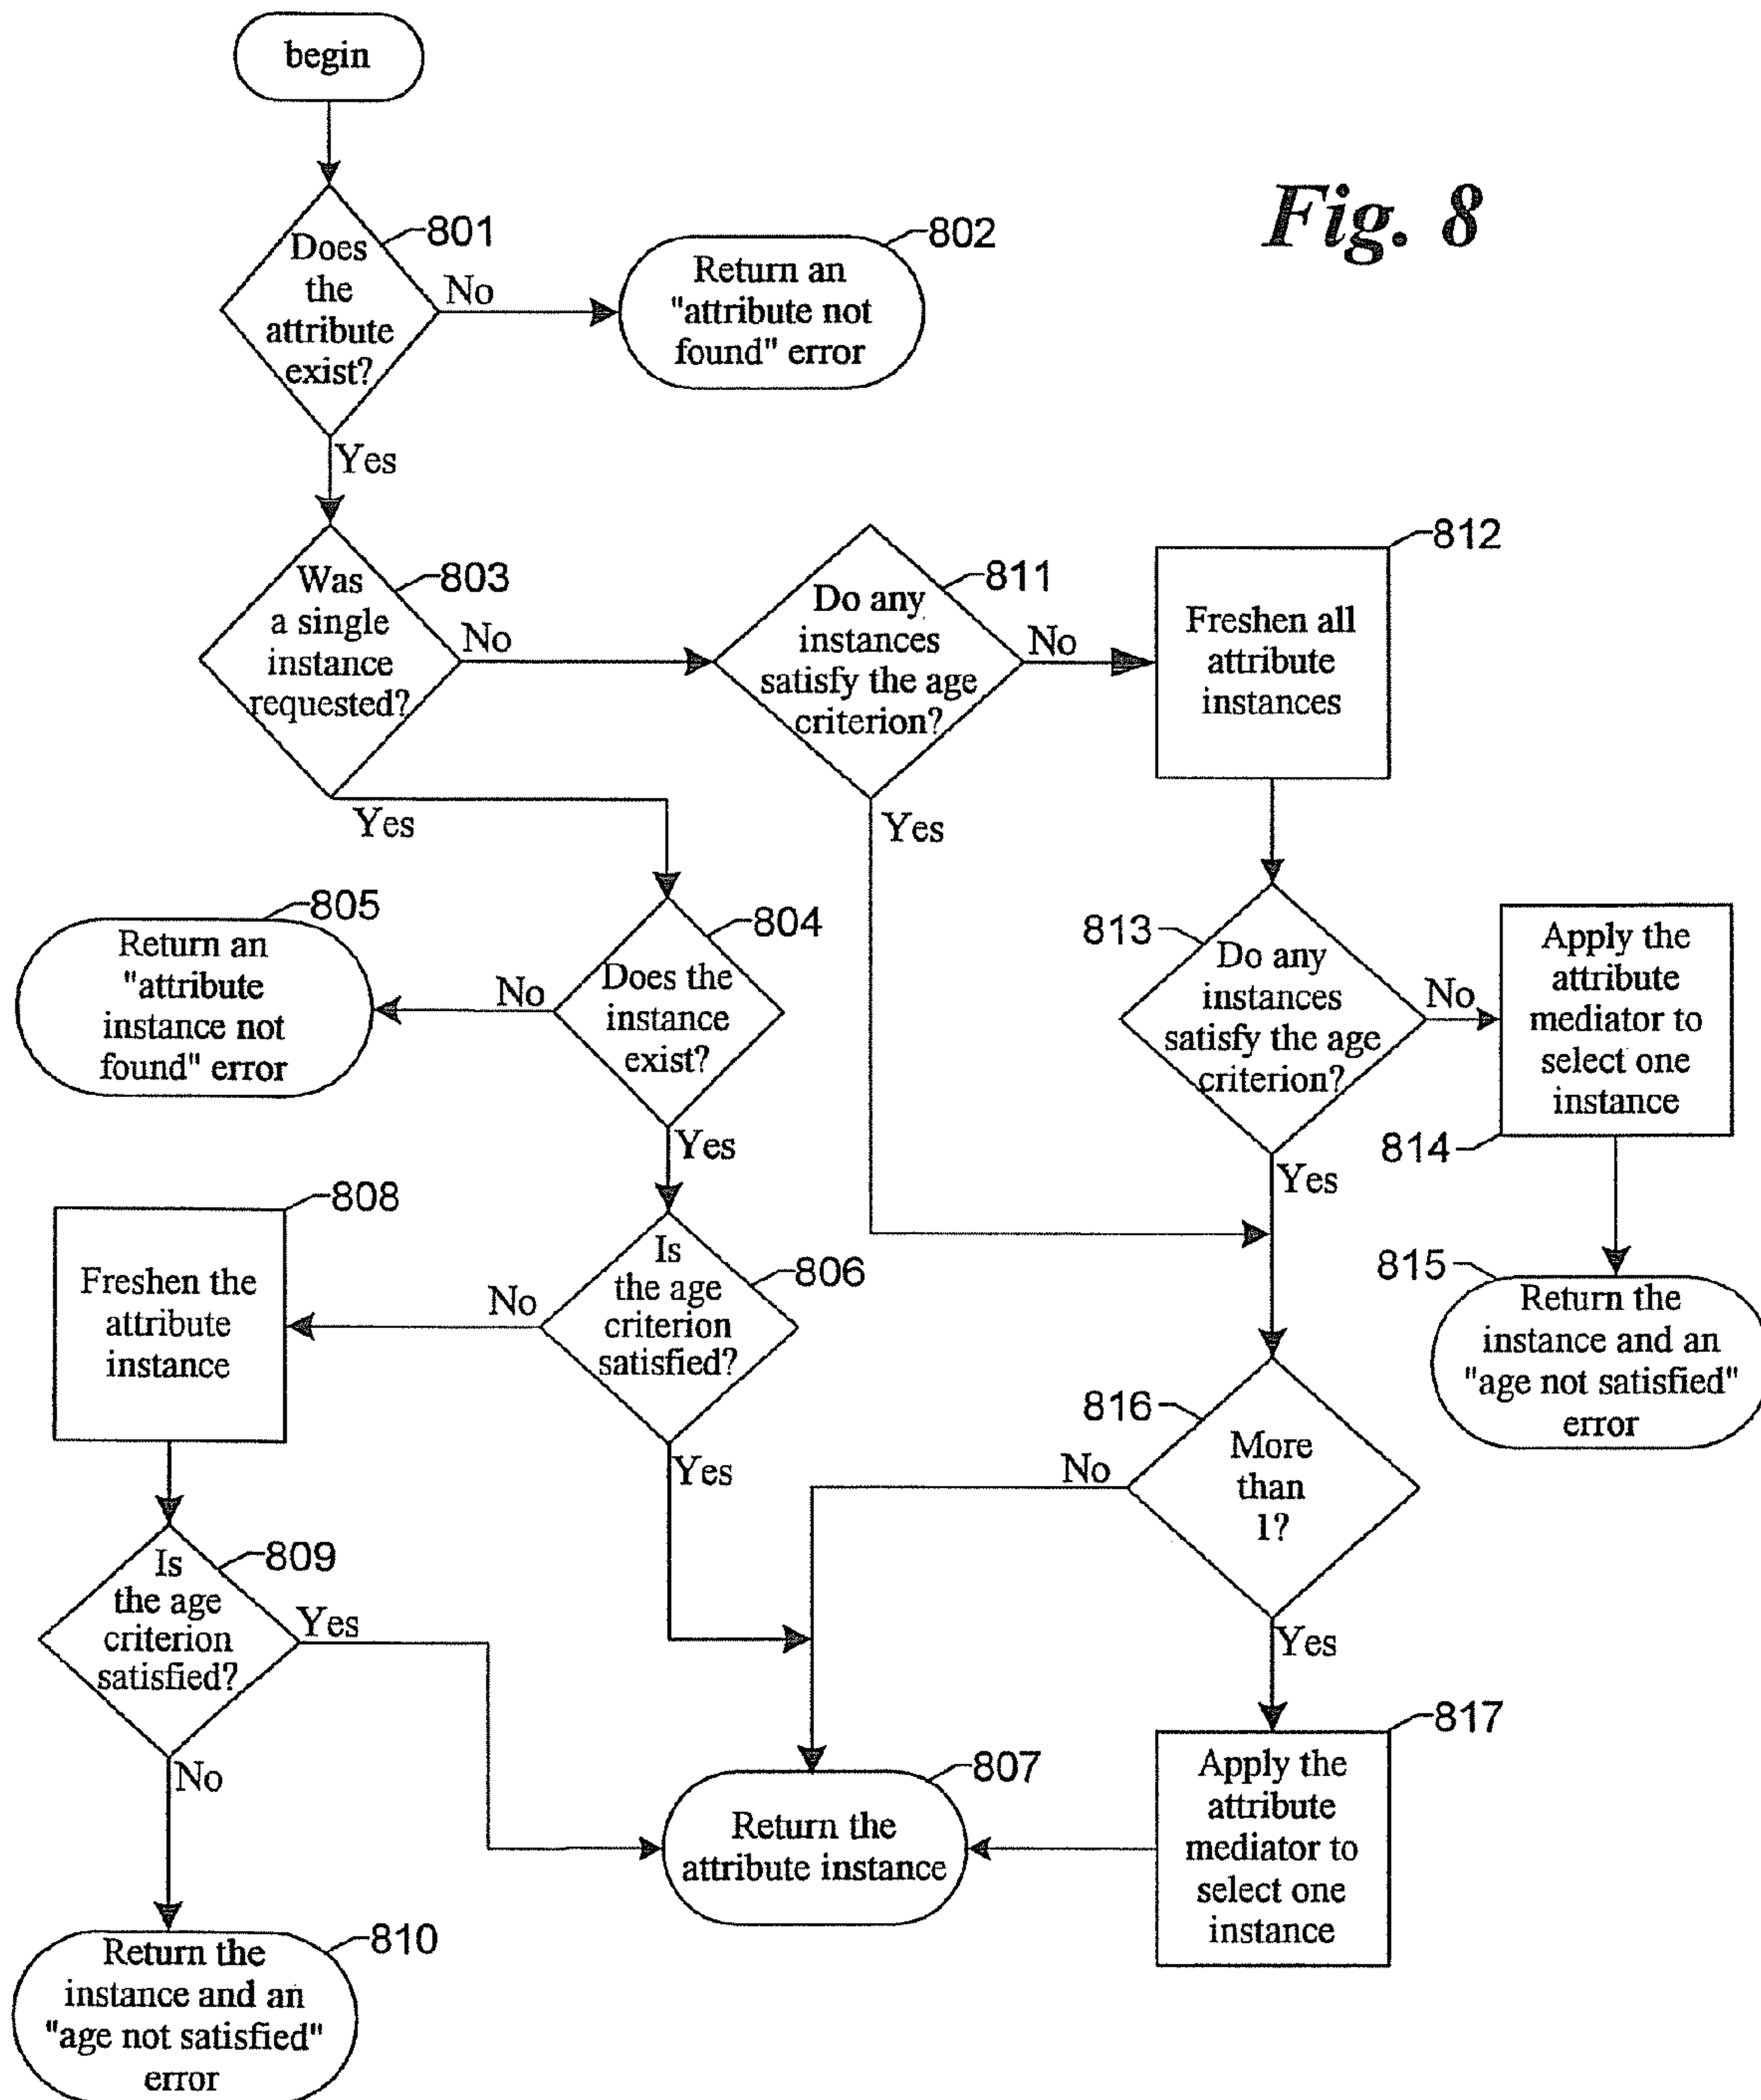 begin
Fig. 8
801
Does
the
attribute
exist?
No
802
Return an
"attribute not
found" error
Yes
803
Was
a single
instance
requested?
No
811
Do any
instances
satisfy the age
criterion?
No
812
Freshen all
attribute
instances
Yes
Yes
805
Return an
"attribute
instance not
found" error
No
804
Does the
instance
exist?
Yes
813
Do any
instances
satisfy the age
criterion?
No
Apply the
attribute
mediator to
select one
instance
814
Yes
815
Return the
instance and an
"age not satisfied"
error
808
Freshen the
attribute
instance
No
806
Is
the age
criterion
satisfied?
Yes
816
More
than
1?
No
Yes
809
Is
the age
criterion
satisfied?
Yes
No
807
Return the
attribute instance
817
Apply the
attribute
mediator to
select one
instance
810
Return the
instance and an
"age not satisfied"
error